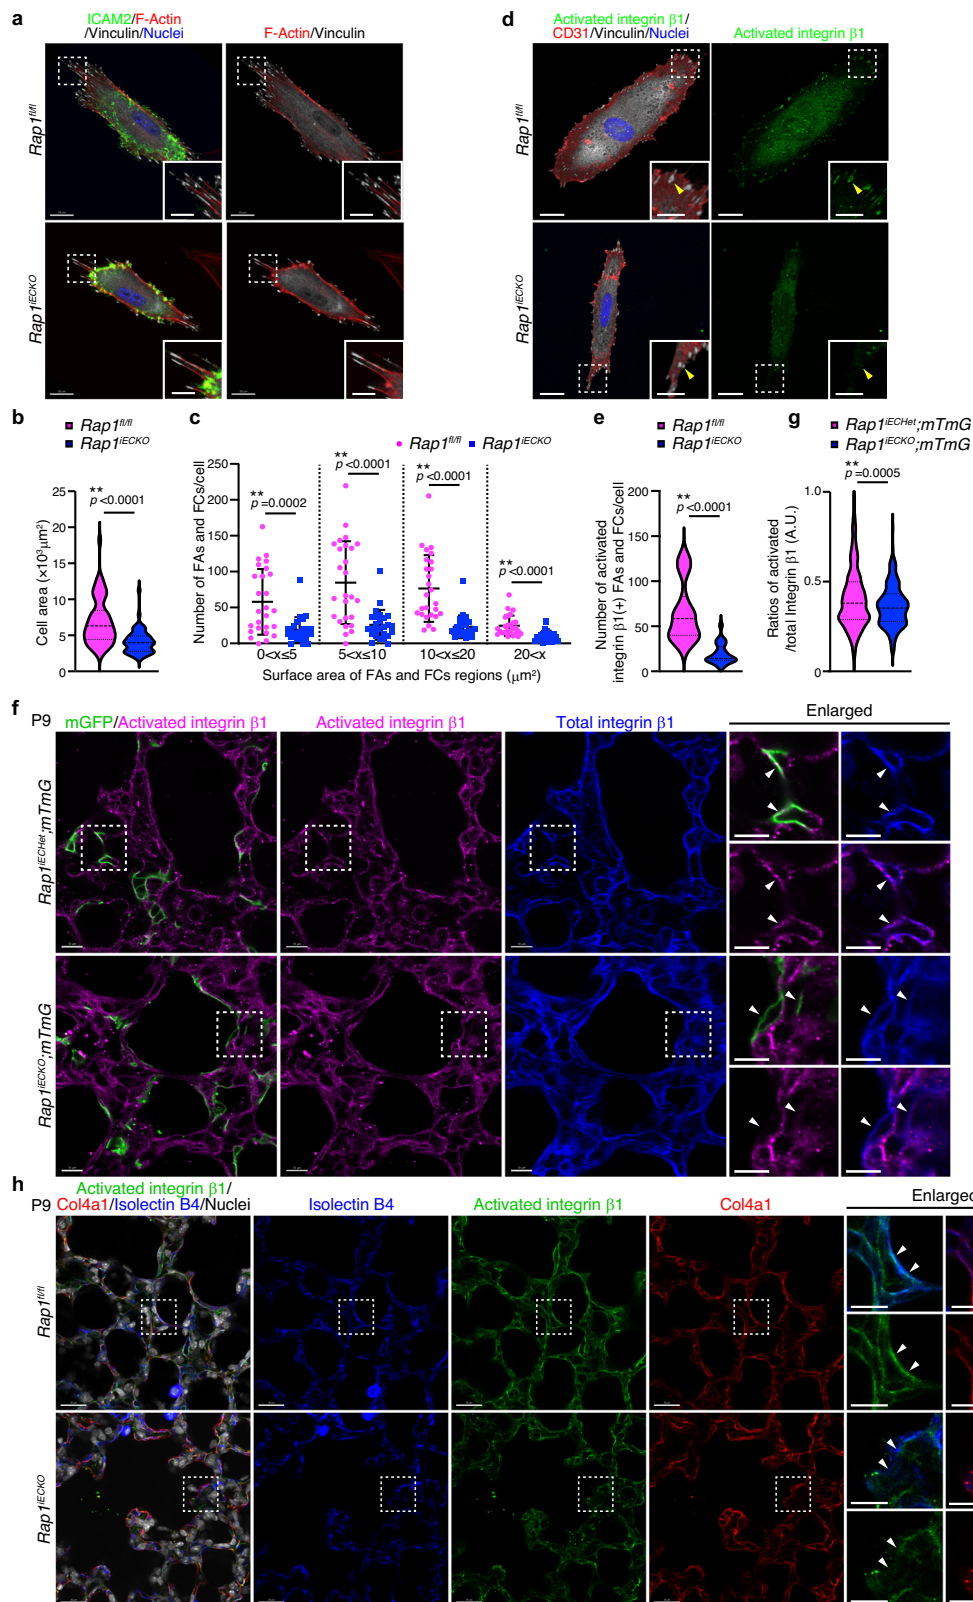 a
ICAM2/F-Actin
/Vinculin/Nuclei
F-Actin/Vinculin
Rap1fl/fl
Rap1iECKO
d
Activated integrin β1/
CD31/Vinculin/Nuclei
Activated integrin β1
Rap1fl/fl
Rap1iECKO
b
Rap1fl/fl
Rap1iECKO
**
p<0.0001
Cell area (×10³μm²)
25
20
15
10
5
0
c
Rap1fl/fl
Rap1iECKO
Number of FAs and FCs/cell
250
200
150
100
50
0
**
p=0.0002
**
p<0.0001
**
p<0.0001
**
p<0.0001
0<x≤5
5<x≤10
10<x≤20
20<x
Surface area of FAs and FCs regions (μm²)
e
Rap1fl/fl
Rap1iECKO
Number of activated
integrin β1(+) FAs and FCs/cell
200
150
100
50
0
**
p<0.0001
g
Rap1iECHet;mTmG
Rap1iECKO;mTmG
**
p=0.0005
Ratios of activated
/total Integrin β1 (A.U.)
1.0
0.5
0
f
P9
mGFP/Activated integrin β1
Activated integrin β1
Total integrin β1
Enlarged
Rap1iECHet;mTmG
Rap1iECKO;mTmG
h
P9
Activated integrin β1/
Col4a1/Isolectin B4/Nuclei
Isolectin B4
Activated integrin β1
Col4a1
Enlarged
Rap1fl/fl
Rap1iECKO